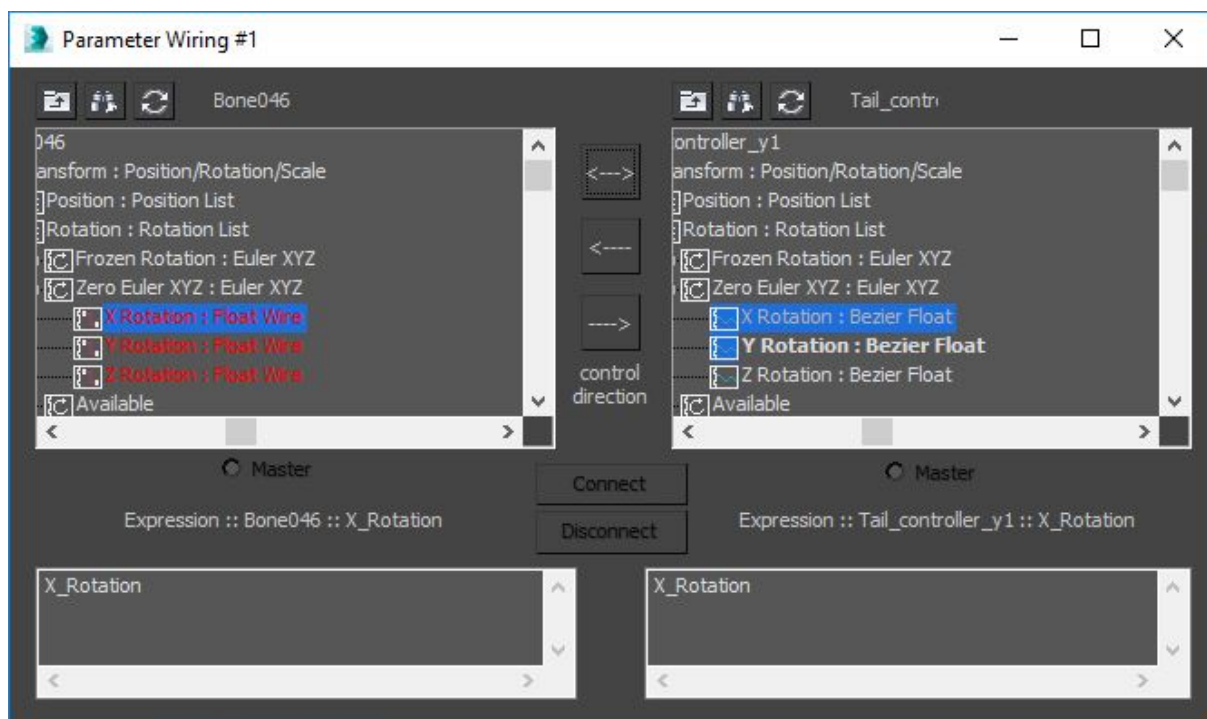 Parameter Wiring #1
Bone046
Tail_contr
046
ansform : Position/Rotation/Scale
Position : Position List
Rotation : Rotation List
Frozen Rotation : Euler XYZ
Zero Euler XYZ : Euler XYZ
X Rotation : Float Wire
Y Rotation : Float Wire
Z Rotation : Float Wire
Available
<--->
<----
---->
control
direction
ontroller_y1
ansform : Position/Rotation/Scale
Position : Position List
Rotation : Rotation List
Frozen Rotation : Euler XYZ
Zero Euler XYZ : Euler XYZ
X Rotation : Bezier Float
Y Rotation : Bezier Float
Z Rotation : Bezier Float
Available
Master
Master
Connect
Disconnect
Expression :: Bone046 :: X_Rotation
Expression :: Tail_controller_y1 :: X_Rotation
X_Rotation
X_Rotation